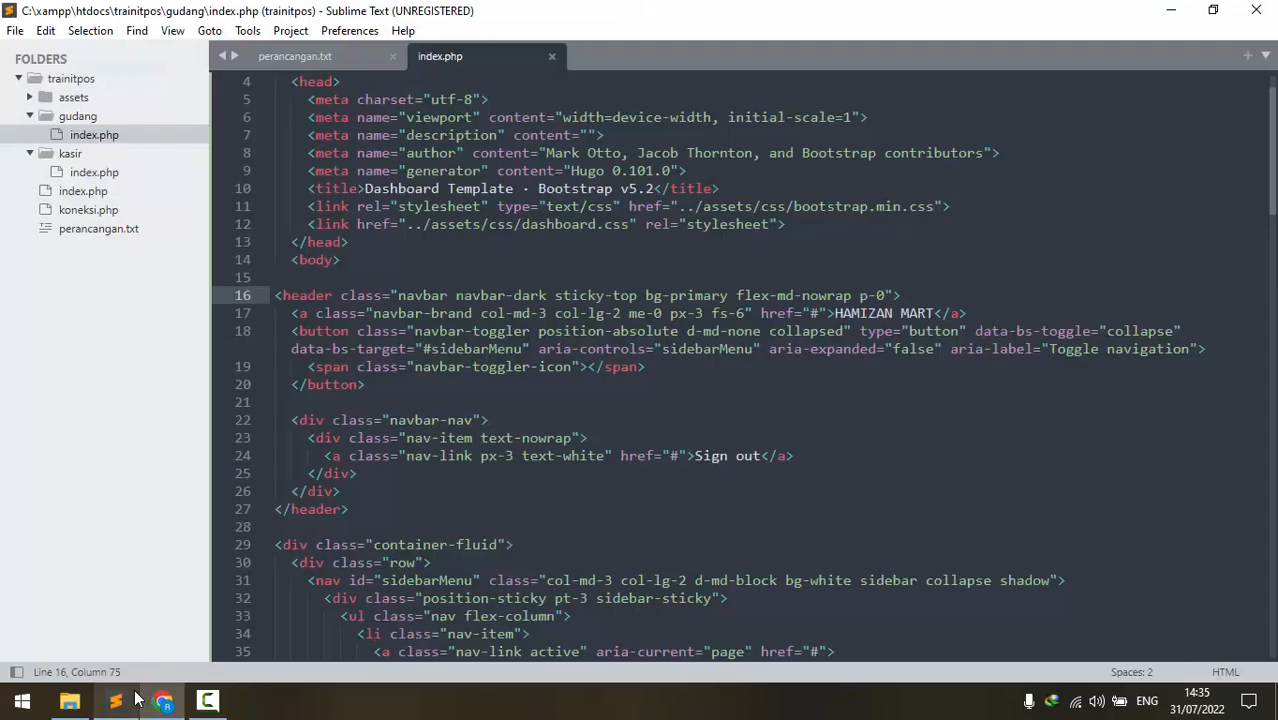 C:\xampp\htdocs\trainitpos\gudang\index.php (trainitpos) - Sublime Text (UNREGISTERED)
File Edit Selection Find View Goto Tools Project Preferences Help
FOLDERS
trainitpos
assets
gudang
index.php
kasir
index.php
index.php
koneksi.php
perancangan.txt
perancangan.txt × index.php ×
4 <head>
5 <meta charset="utf-8">
6 <meta name="viewport" content="width=device-width, initial-scale=1">
7 <meta name="description" content="">
8 <meta name="author" content="Mark Otto, Jacob Thornton, and Bootstrap contributors">
9 <meta name="generator" content="Hugo 0.101.0">
10 <title>Dashboard Template · Bootstrap v5.2</title>
11 <link rel="stylesheet" type="text/css" href="../assets/css/bootstrap.min.css">
12 <link href="../assets/css/dashboard.css" rel="stylesheet">
13 </head>
14 <body>
15
16 <header class="navbar navbar-dark sticky-top bg-primary flex-md-nowrap p-0">
17 <a class="navbar-brand col-md-3 col-lg-2 me-0 px-3 fs-6" href="#">HAMIZAN MART</a>
18 <button class="navbar-toggler position-absolute d-md-none collapsed" type="button" data-bs-toggle="collapse"
data-bs-target="#sidebarMenu" aria-controls="sidebarMenu" aria-expanded="false" aria-label="Toggle navigation">
19 <span class="navbar-toggler-icon"></span>
20 </button>
21
22 <div class="navbar-nav">
23 <div class="nav-item text-nowrap">
24 <a class="nav-link px-3 text-white" href="#">Sign out</a>
25 </div>
26 </div>
27 </header>
28
29 <div class="container-fluid">
30 <div class="row">
31 <nav id="sidebarMenu" class="col-md-3 col-lg-2 d-md-block bg-white sidebar collapse shadow">
32 <div class="position-sticky pt-3 sidebar-sticky">
33 <ul class="nav flex-column">
34 <li class="nav-item">
35 <a class="nav-link active" aria-current="page" href="#">
Line 16, Column 75
Spaces: 2
HTML
ENG
14:35
31/07/2022